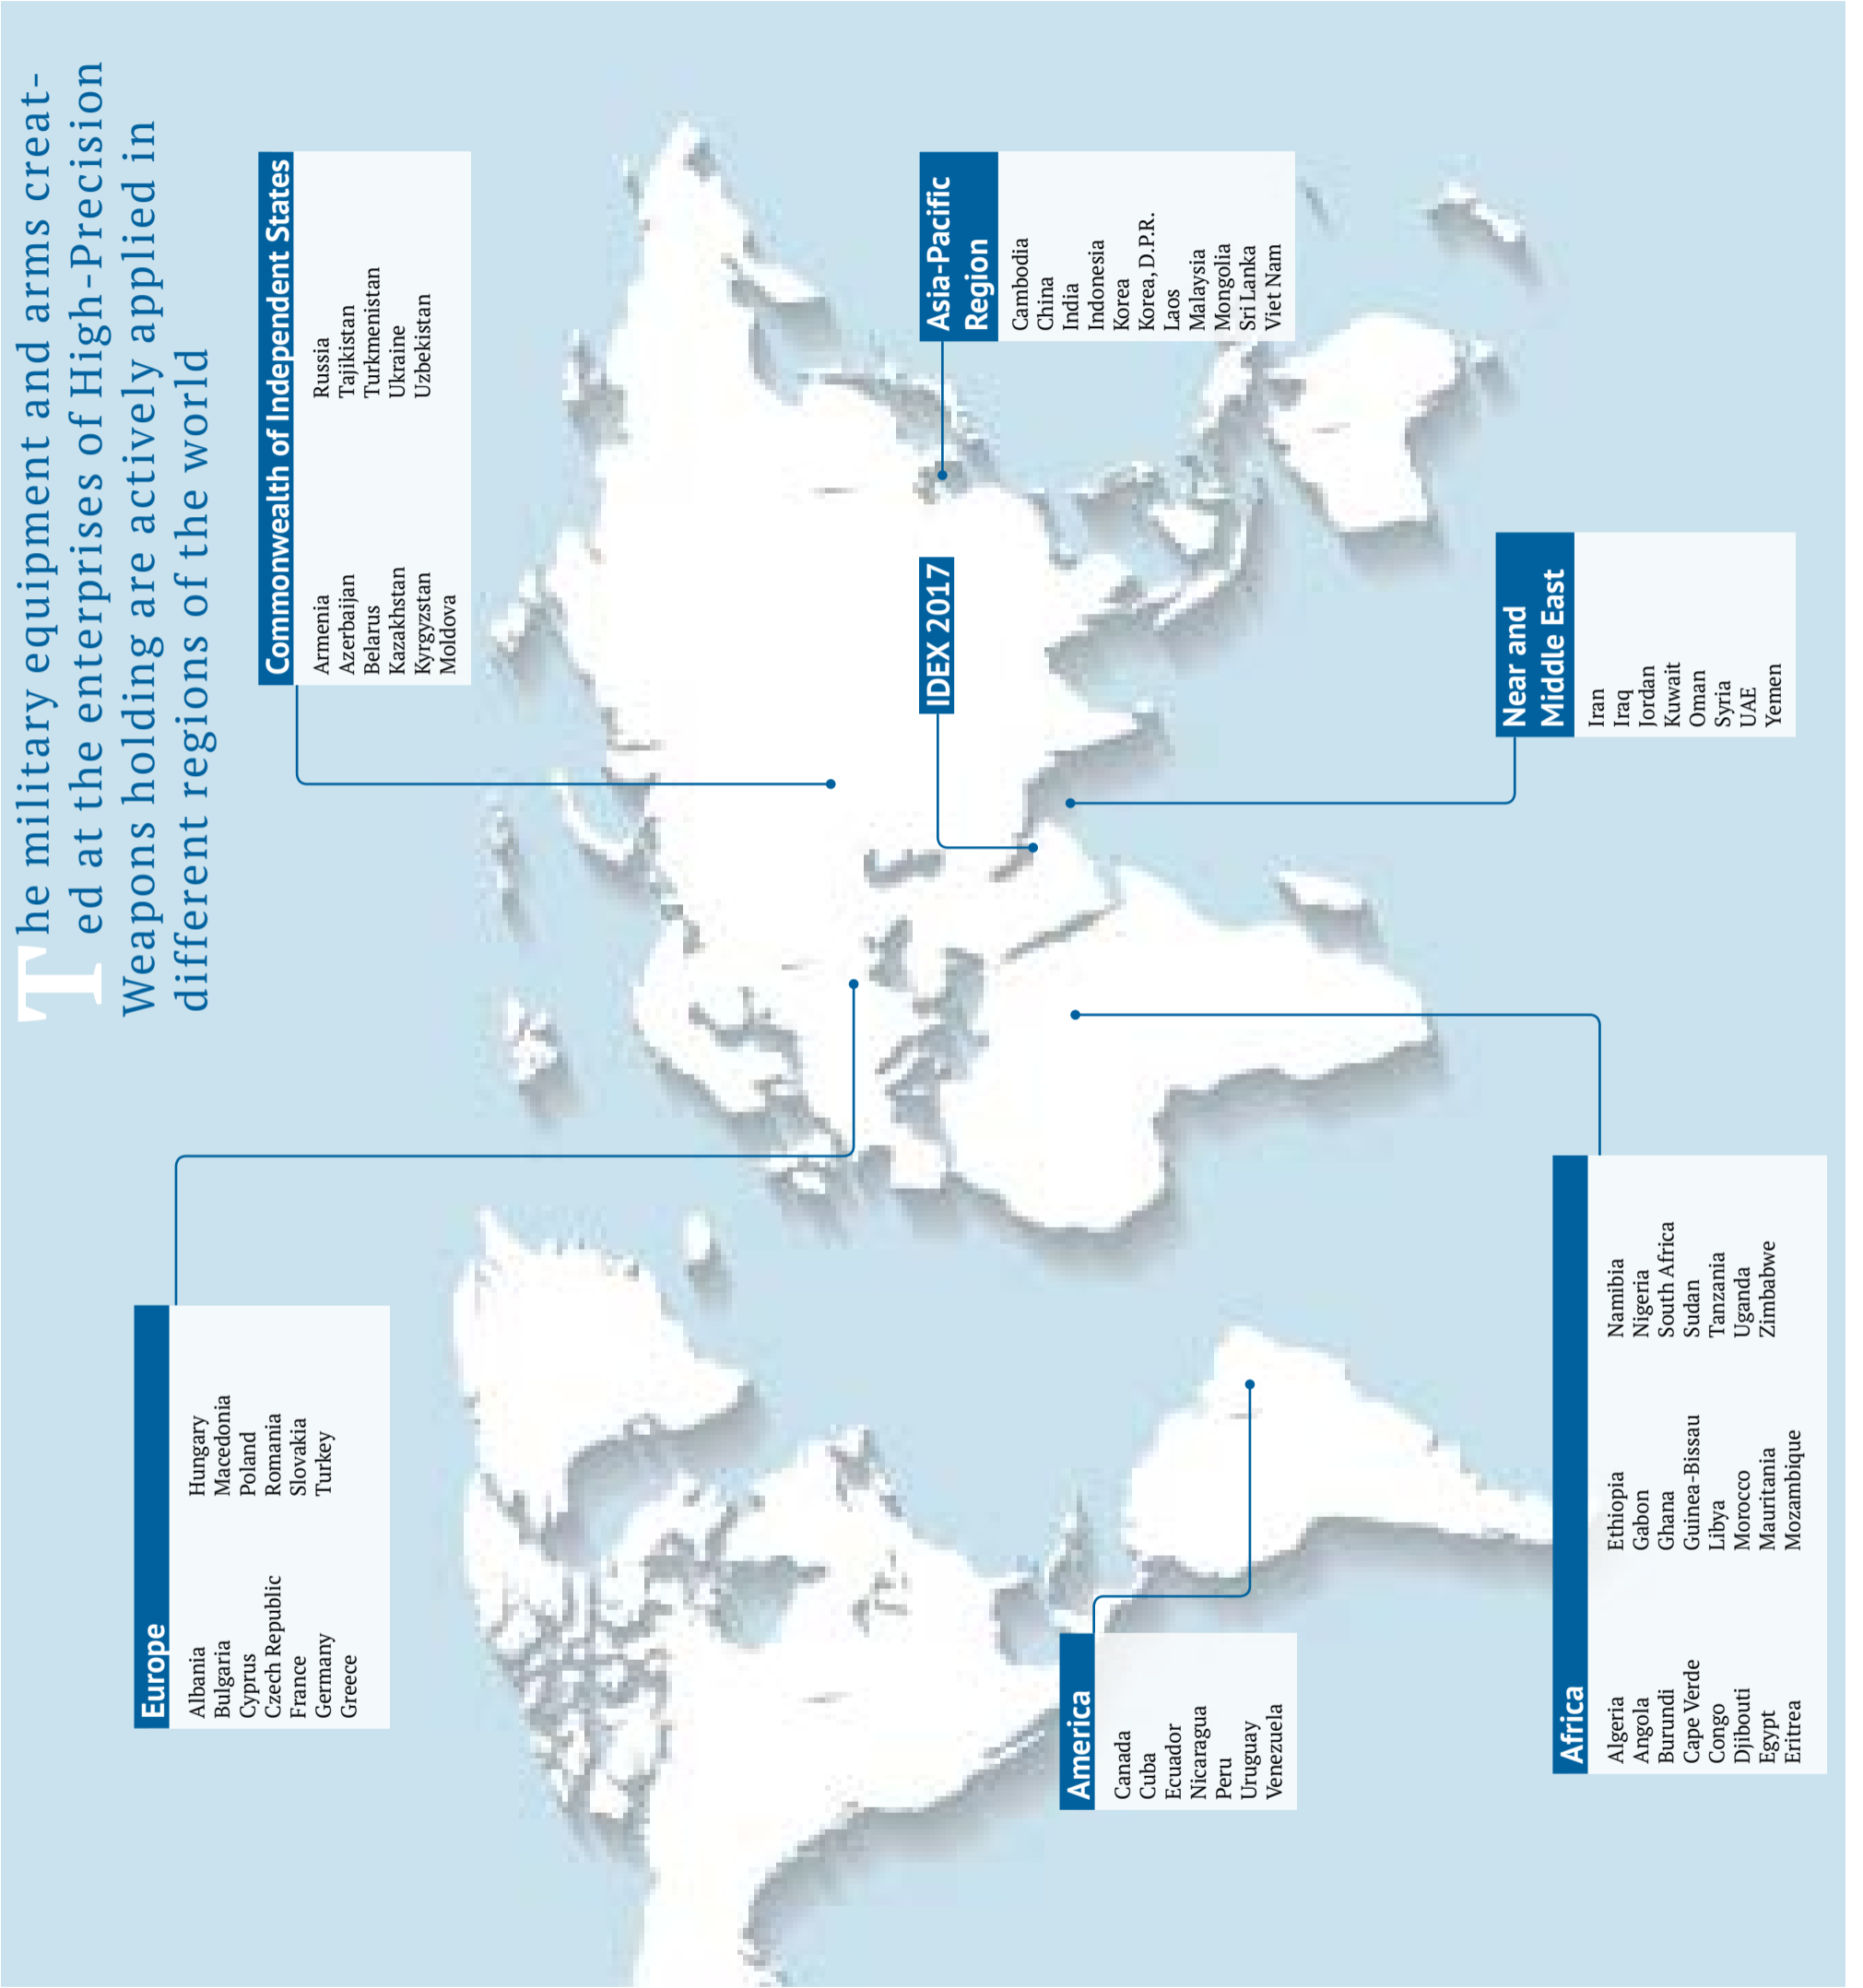 The military equipment and arms creat-
ed at the enterprises of High-Precision
Weapons holding are actively applied in
different regions of the world
Commonwealth of Independent States
Armenia
Azerbaijan
Belarus
Kazakhstan
Kyrgyzstan
Moldova
Russia
Tajikistan
Turkmenistan
Ukraine
Uzbekistan
Europe
Albania
Bulgaria
Cyprus
Czech Republic
France
Germany
Greece
Hungary
Macedonia
Poland
Romania
Slovakia
Turkey
IDEX 2017
Asia-Pacific
Region
Cambodia
China
India
Indonesia
Korea
Korea, D.P.R.
Laos
Malaysia
Mongolia
Sri Lanka
Viet Nam
America
Canada
Cuba
Ecuador
Nicaragua
Peru
Uruguay
Venezuela
Near and
Middle East
Iran
Iraq
Jordan
Kuwait
Oman
Syria
UAE
Yemen
Africa
Algeria
Angola
Burundi
Cape Verde
Congo
Djibouti
Egypt
Eritrea
Ethiopia
Gabon
Ghana
Guinea-Bissau
Libya
Morocco
Mauritania
Mozambique
Namibia
Nigeria
South Africa
Sudan
Tanzania
Uganda
Zimbabwe